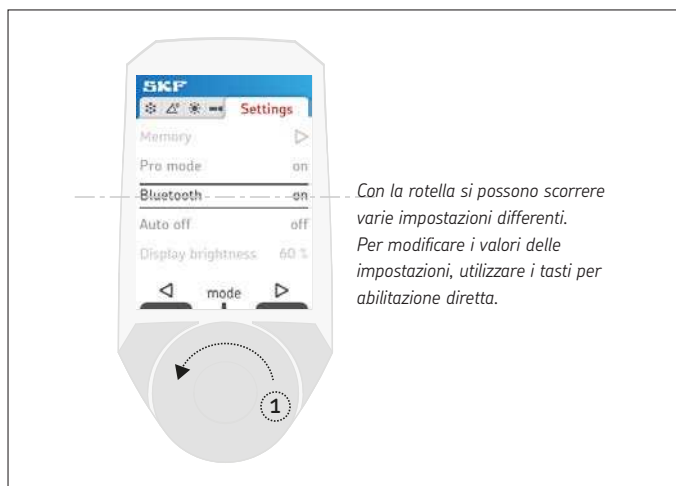 SKF
Settings
Memory
Pro mode on
Bluetooth on
Auto off off
Display brightness 60 %
mode
1
Con la rotella si possono scorrere
varie impostazioni differenti.
Per modificare i valori delle
impostazioni, utilizzare i tasti per
abilitazione diretta.